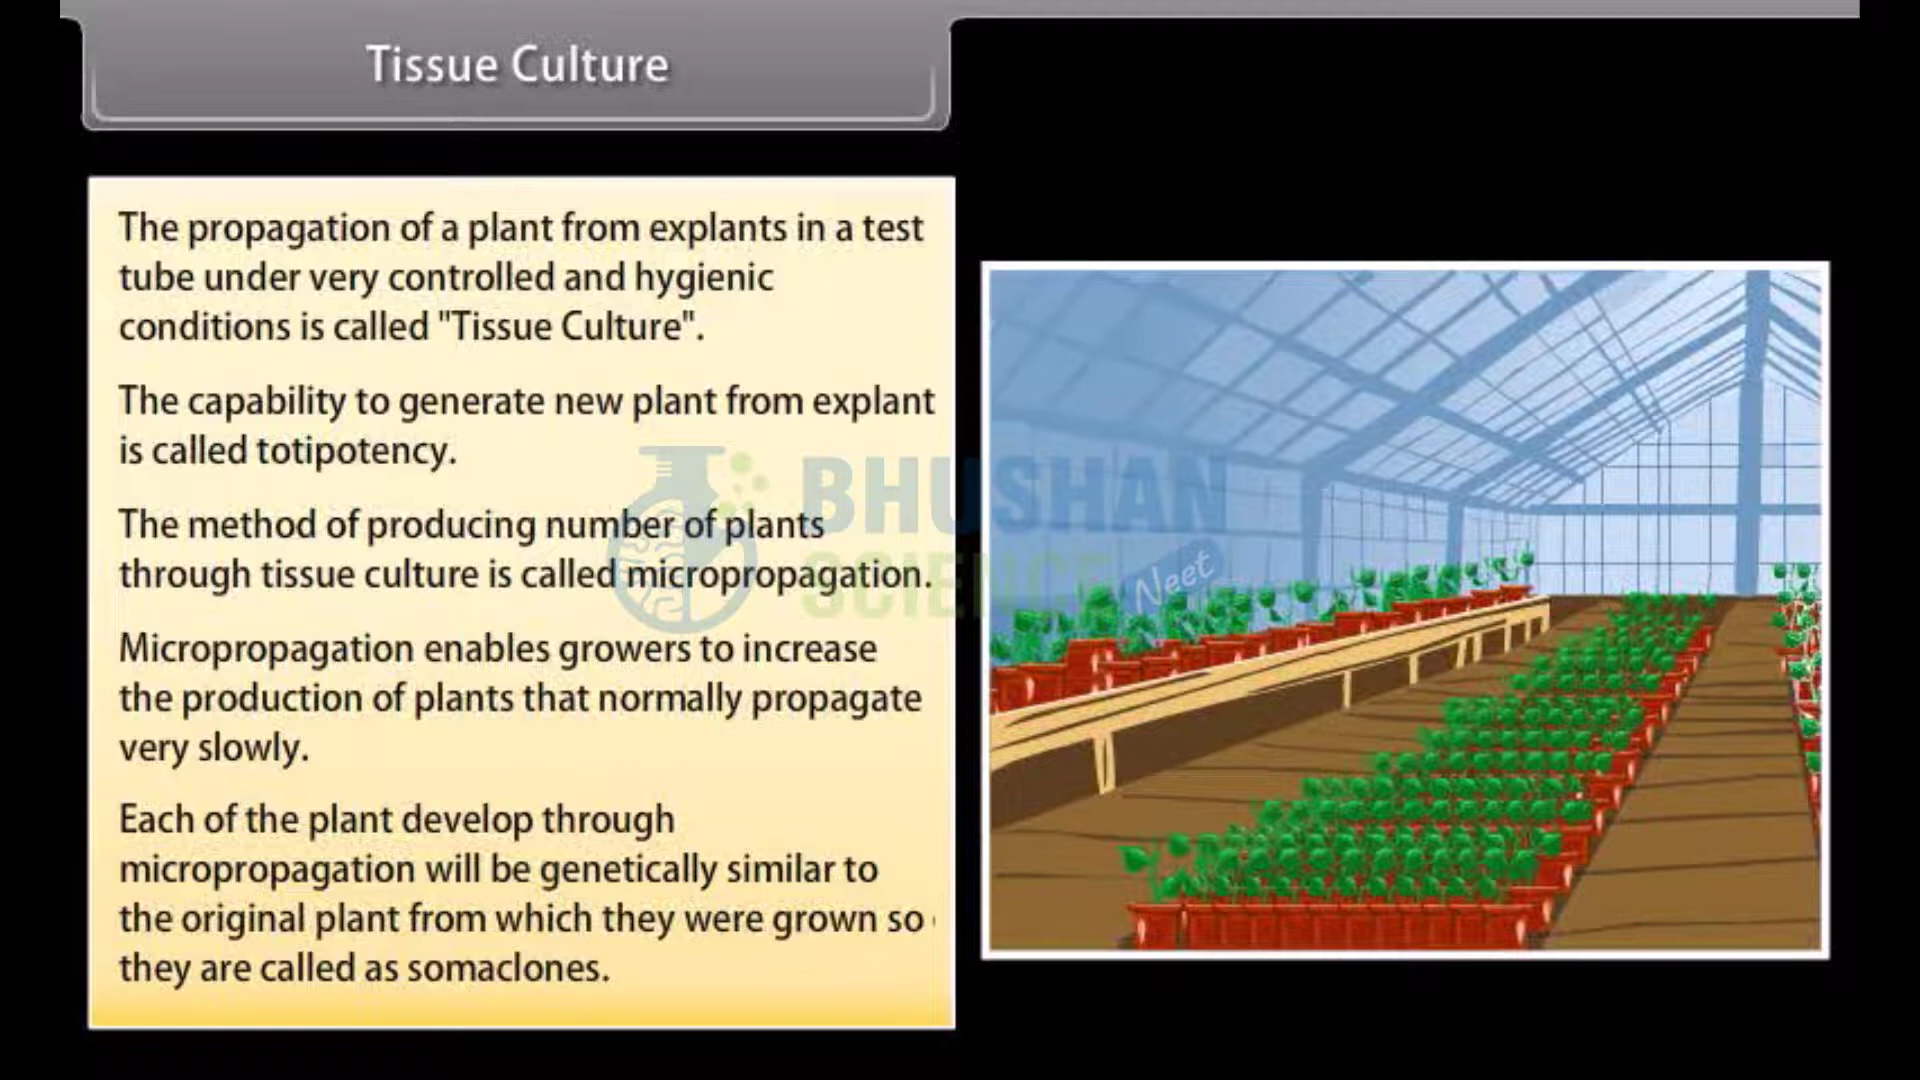 Tissue Culture
The propagation of a plant from explants in a test
tube under very controlled and hygienic
conditions is called "Tissue Culture".
The capability to generate new plant from explant
is called totipotency.
The method of producing number of plants
through tissue culture is called micropropagation.
Micropropagation enables growers to increase
the production of plants that normally propagate
very slowly.
Each of the plant develop through
micropropagation will be genetically similar to
the original plant from which they were grown so
they are called as somaclones.
BHUSHAN
SCIENCE
Neet